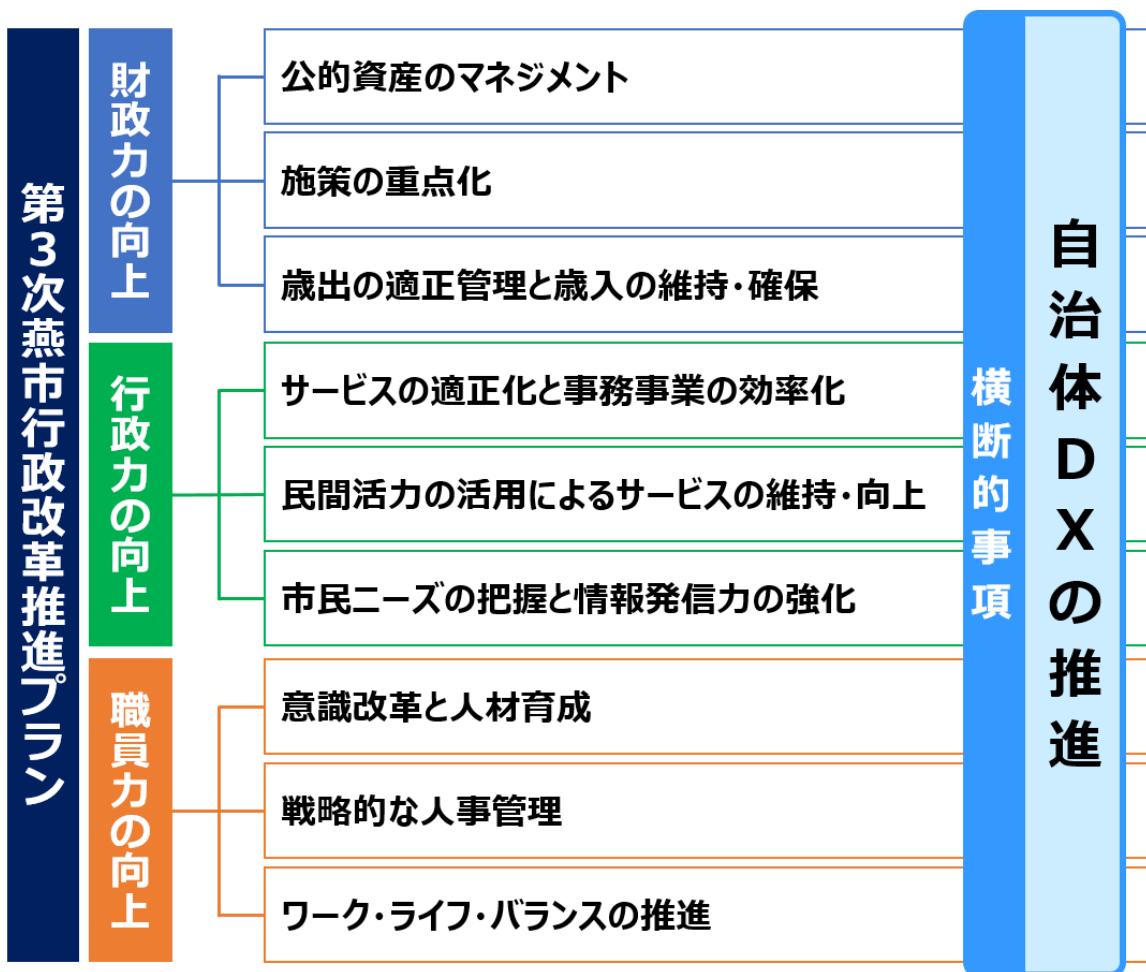 第3次燕市行政改革推進プラン
財政力の向上
公的資産のマネジメント
施策の重点化
歳出の適正管理と歳入の維持・確保
行政力の向上
サービスの適正化と事務事業の効率化
民間活力の活用によるサービスの維持・向上
市民ニーズの把握と情報発信力の強化
職員力の向上
意識改革と人材育成
戦略的な人事管理
ワーク・ライフ・バランスの推進
横断的事項
自治体DXの推進